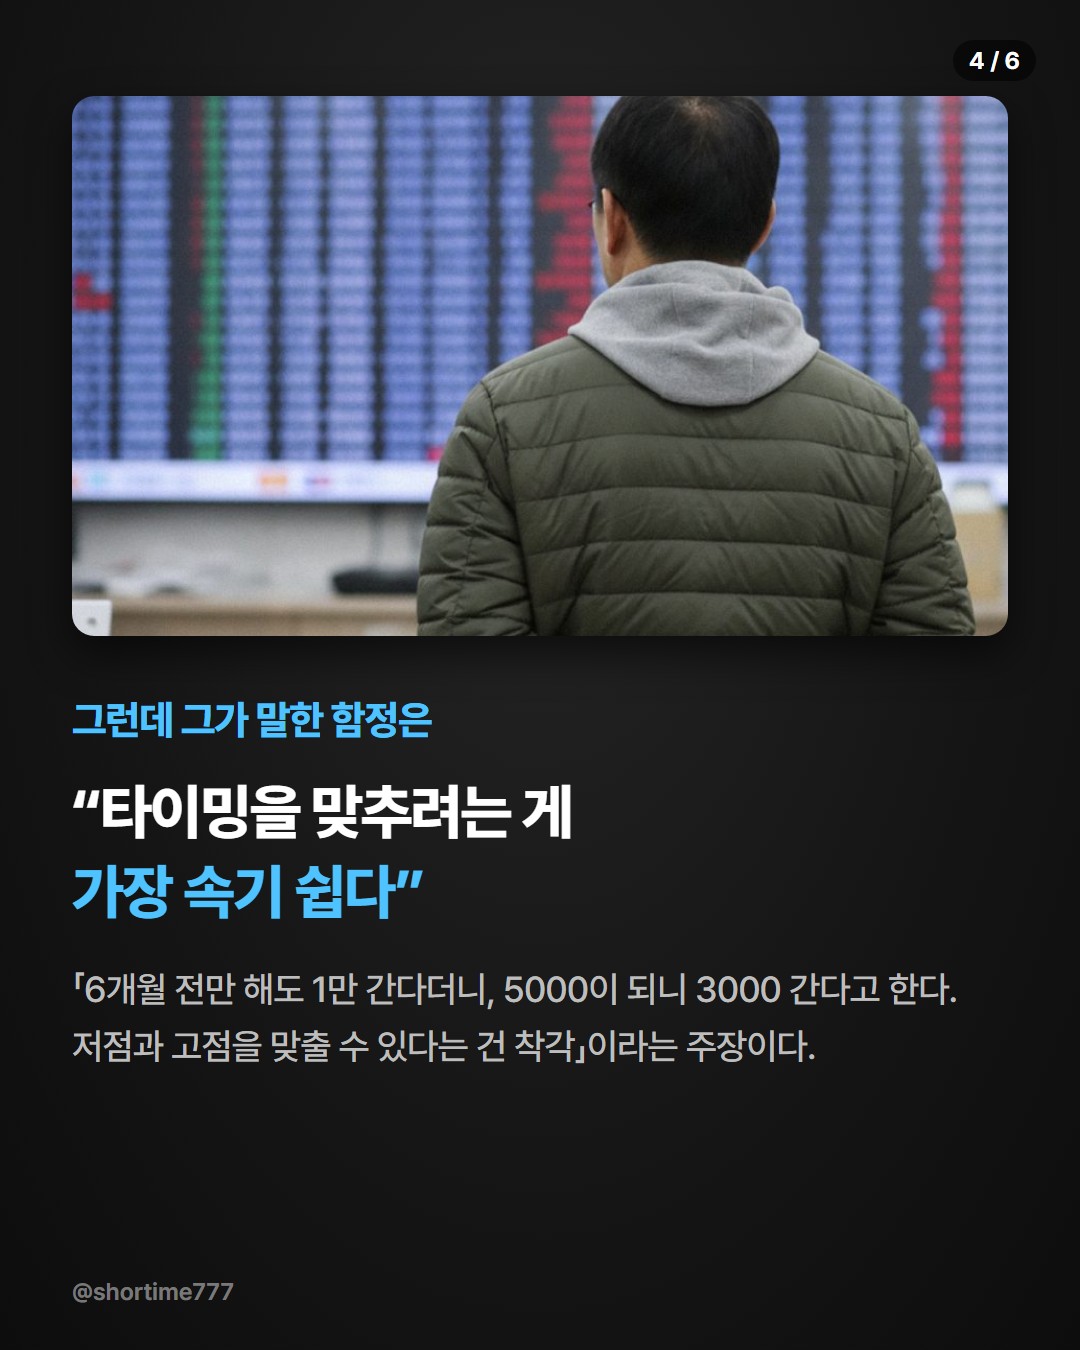 4 / 6
그런데 그가 말한 함정은
“타이밍을 맞추려는 게
가장 속기 쉽다”
「6개월 전만 해도 1만 간다더니, 5000이 되니 3000 간다고 한다.
저점과 고점을 맞출 수 있다는 건 착각」이라는 주장이다.
@shortime777